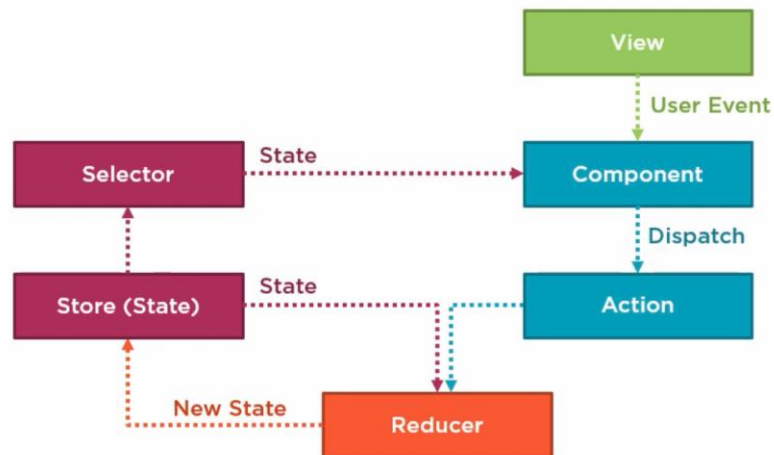 View
User Event
Selector
State
Component
Dispatch
Store (State)
State
Action
New State
Reducer